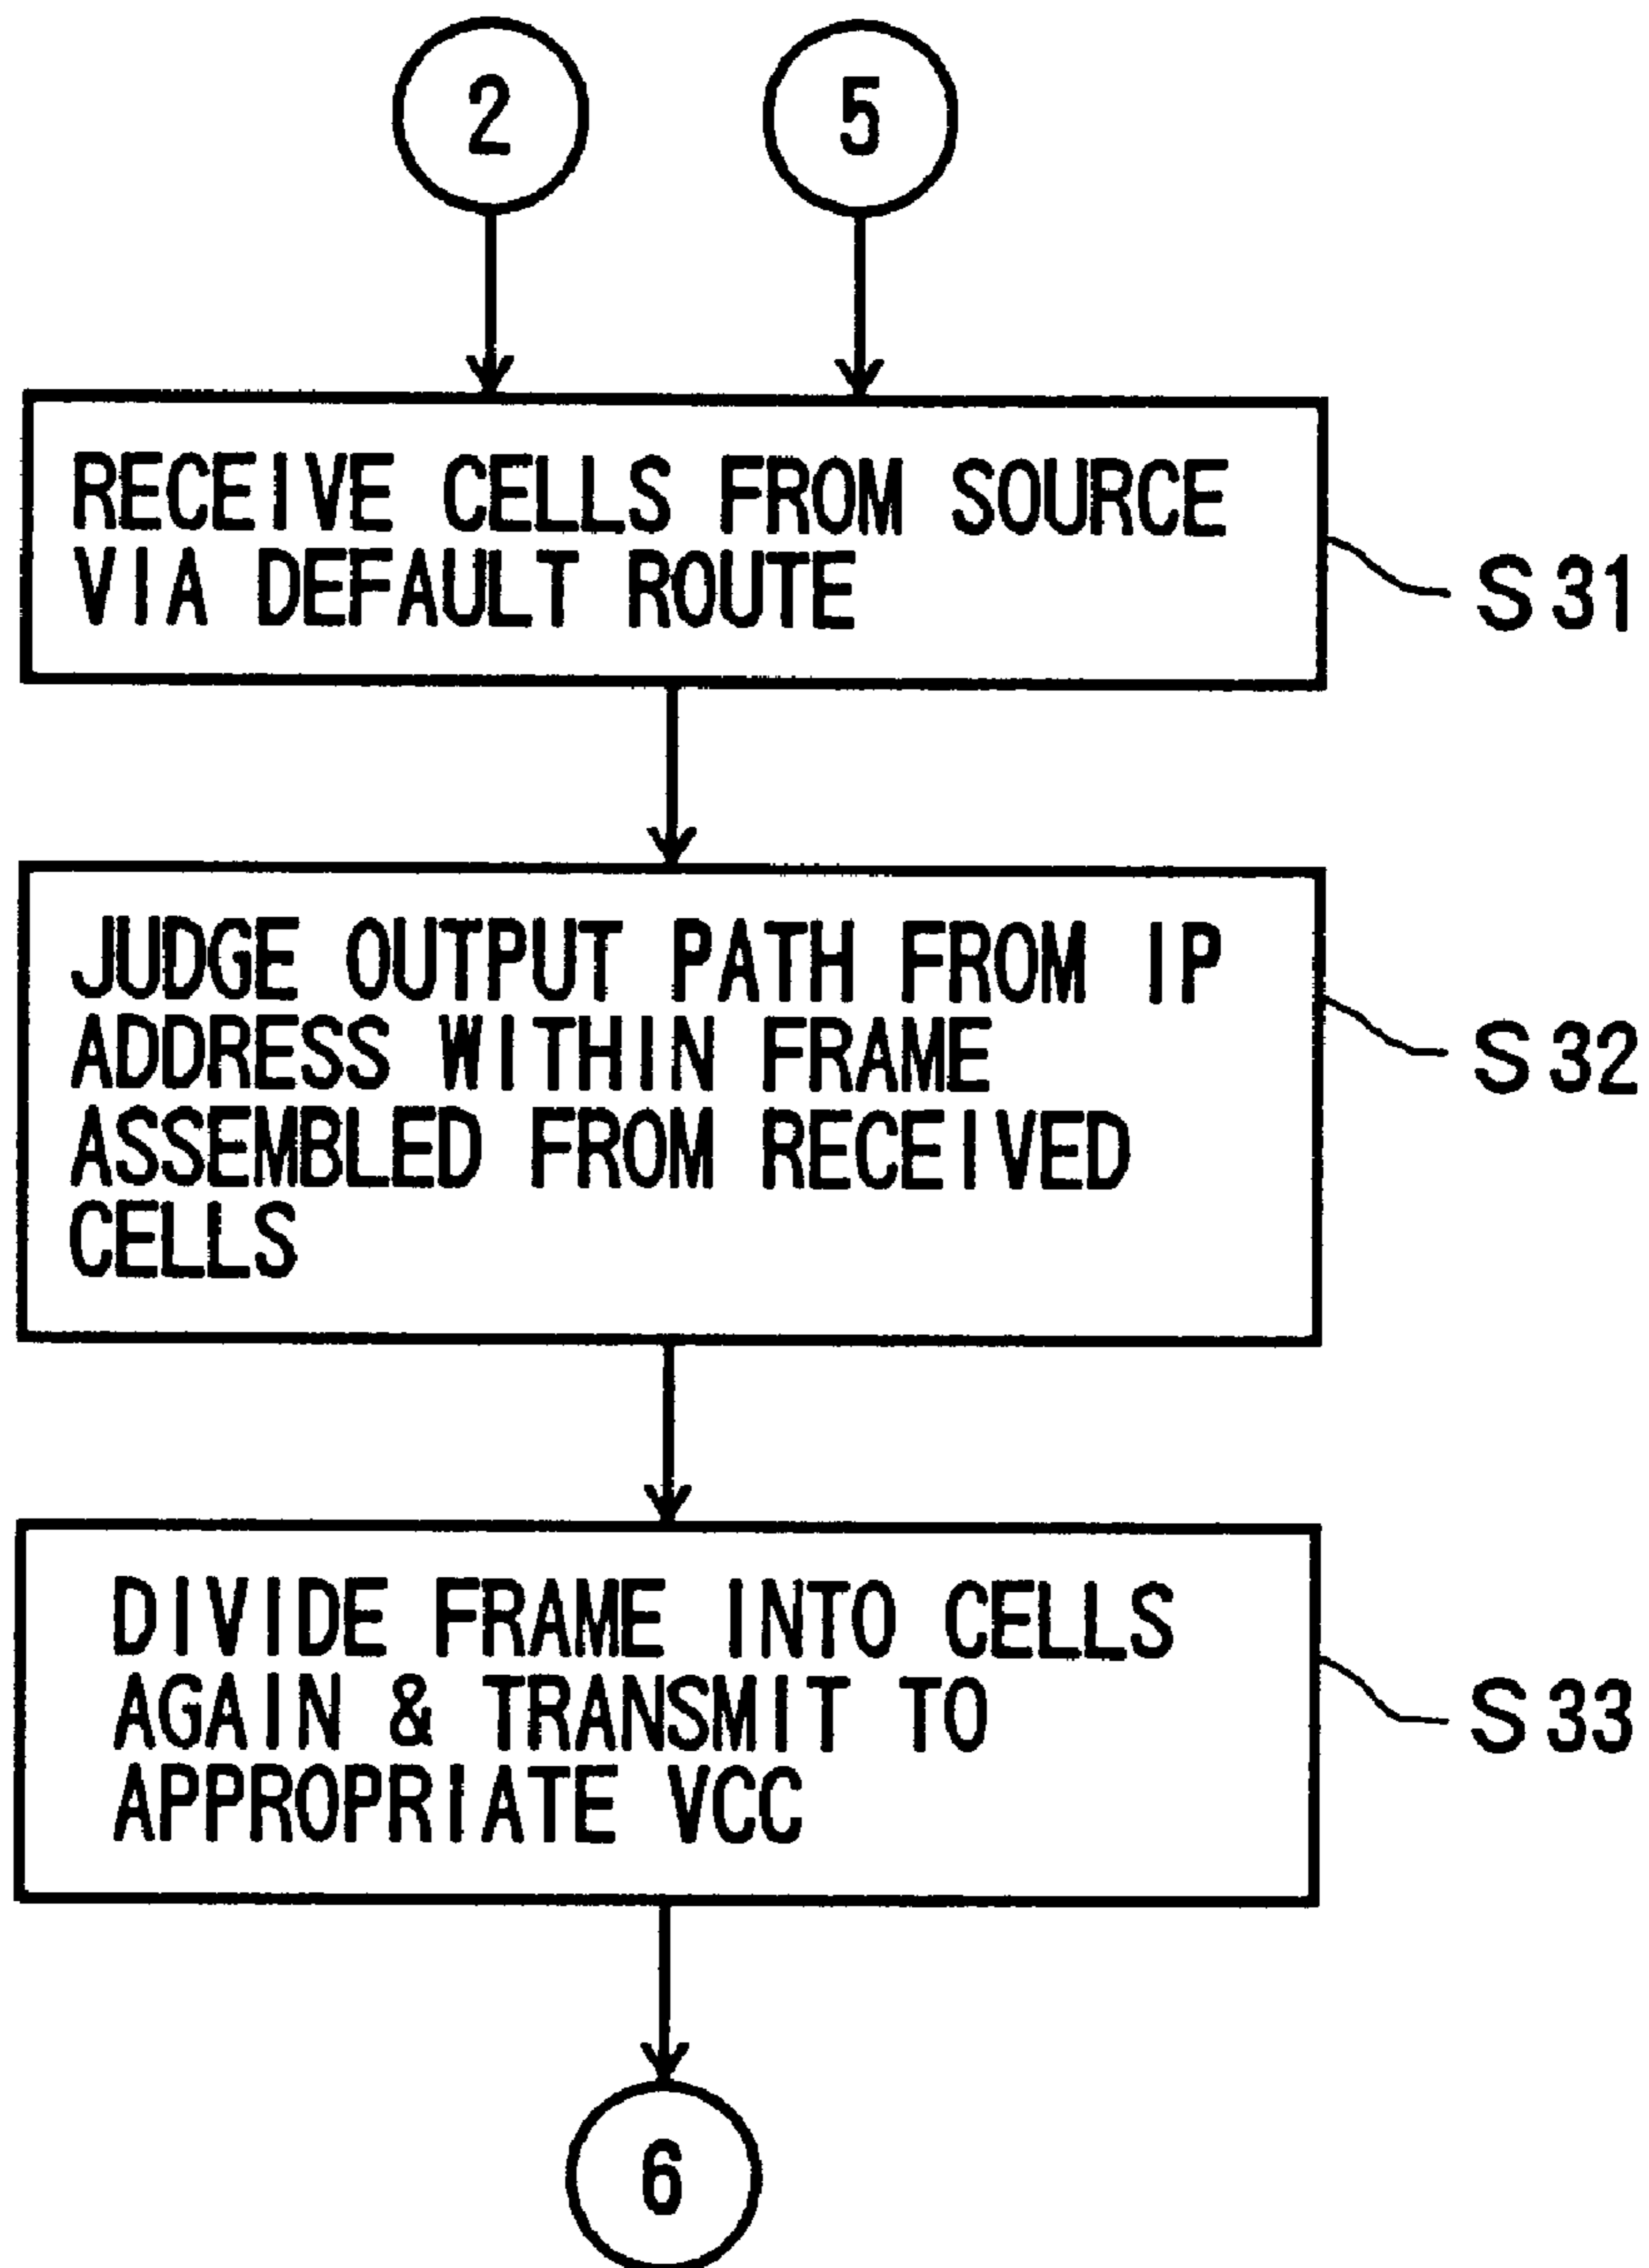 2
5
RECEIVE CELLS FROM SOURCE
VIA DEFAULT ROUTE
S31
JUDGE OUTPUT PATH FROM IP
ADDRESS WITHIN FRAME
ASSEMBLED FROM RECEIVED
CELLS
S32
DIVIDE FRAME INTO CELLS
AGAIN & TRANSMIT TO
APPROPRIATE VCC
S33
6